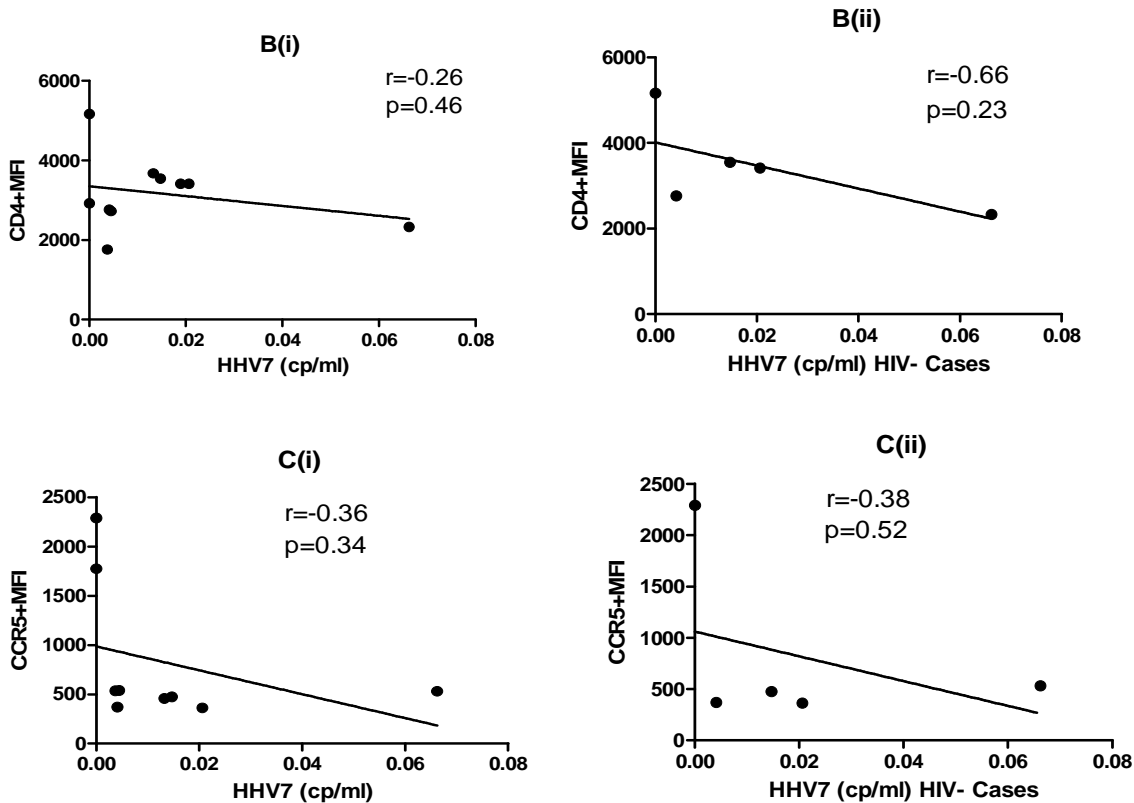 B(i)
r=-0.26
p=0.46
6000
4000
2000
0
CD4+MFI
0.00 0.02 0.04 0.06 0.08
HHV7 (cp/ml)
B(ii)
r=-0.66
p=0.23
6000
4000
2000
0
CD4+MFI
0.00 0.02 0.04 0.06 0.08
HHV7 (cp/ml) HIV- Cases
C(i)
r=-0.36
p=0.34
2500
2000
1500
1000
500
0
CCR5+MFI
0.00 0.02 0.04 0.06 0.08
HHV7 (cp/ml)
C(ii)
r=-0.38
p=0.52
2500
2000
1500
1000
500
0
CCR5+MFI
0.00 0.02 0.04 0.06 0.08
HHV7 (cp/ml) HIV- Cases